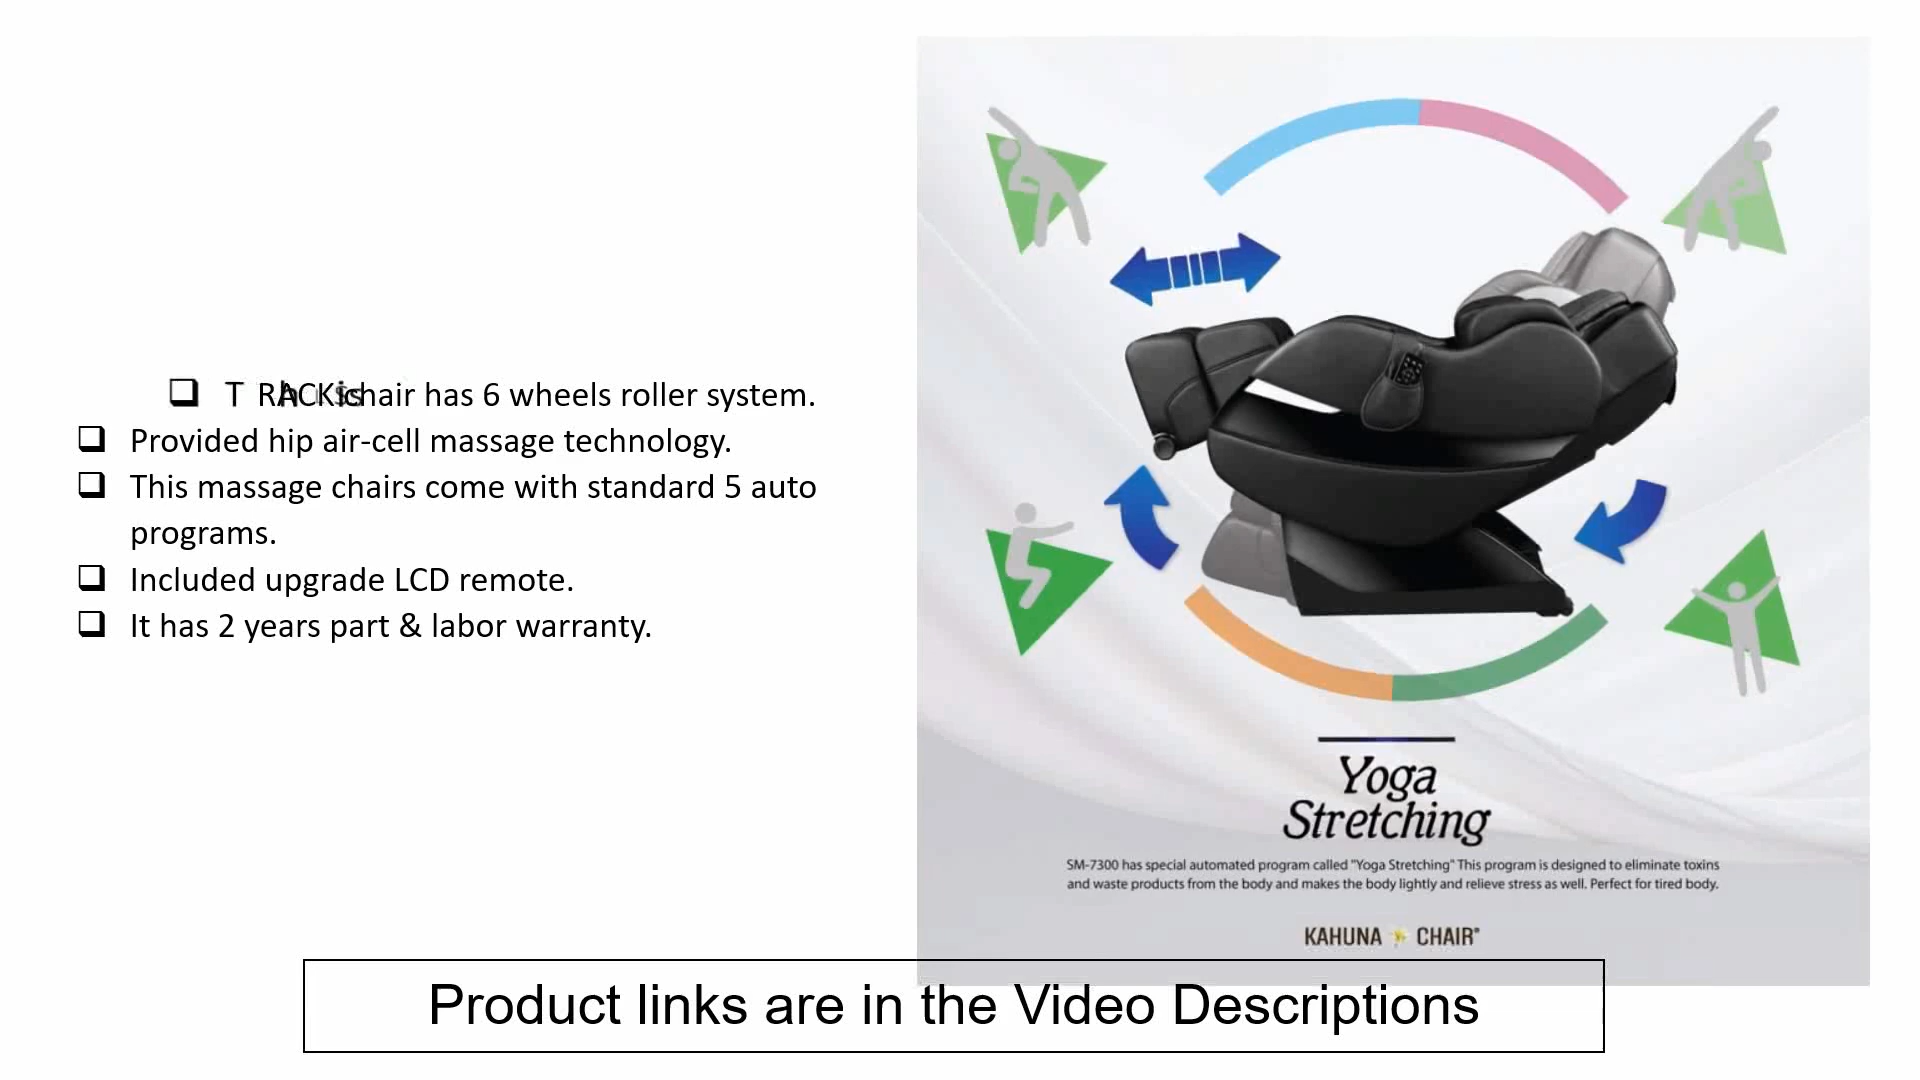 chair has 6 wheels roller system.
Provided hip air-cell massage technology.
This massage chairs come with standard 5 auto
programs.
Included upgrade LCD remote.
It has 2 years part & labor warranty.
Yoga
Stretching
SM-7300 has special automated program called "Yoga Stretching" This program is designed to eliminate toxins
and waste products from the body and makes the body lightly and relieve stress as well. Perfect for tired body.
KAHUNA CHAIR®
Product links are in the Video Descriptions